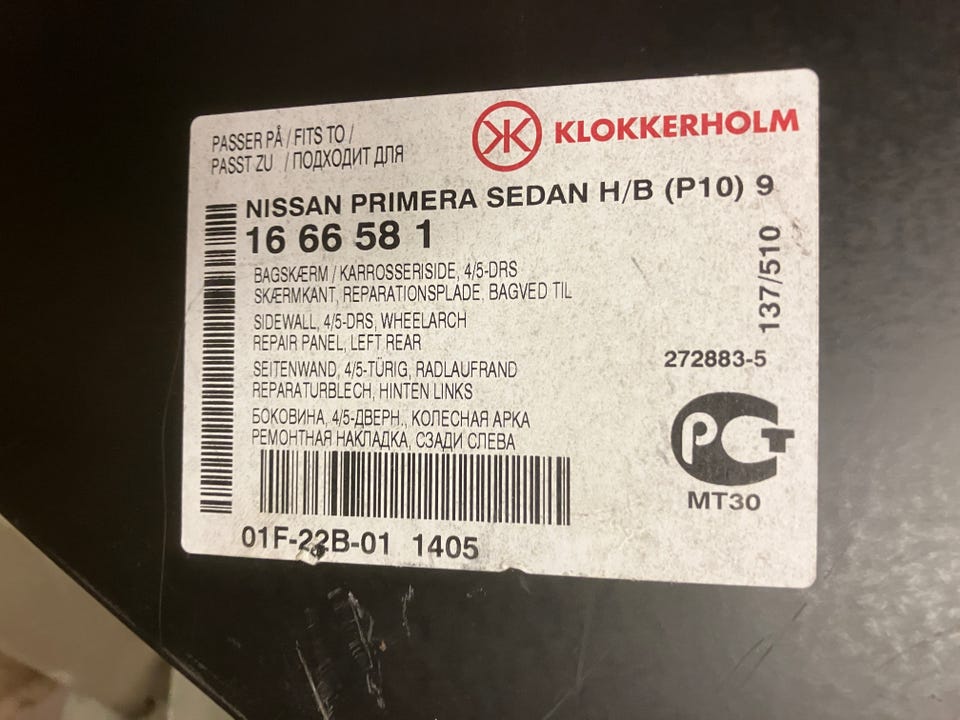 PASSER PÅ / FITS TO /
PASST ZU / ПОДХОДИТ ДЛЯ
KLOKKERHOLM
NISSAN PRIMERA SEDAN H/B (P10) 9
16 66 58 1
BAGSKÆRM / KARROSSERISIDE, 4/5-DRS
SKÆRMKANT, REPARATIONSPLADE, BAGVED TIL
SIDEWALL, 4/5-DRS, WHEELARCH
REPAIR PANEL, LEFT REAR
SEITENWAND, 4/5-TÜRIG, RADLAUFRAND
REPARATURBLECH, HINTEN LINKS
БОКОВИНА, 4/5-ДВЕРН., КОЛЕСНАЯ АРКА
РЕМОНТНАЯ НАКЛАДКА, СЗАДИ СЛЕВА
137/510
272883-5
РСТ
MT30
01F-22B-01 1405